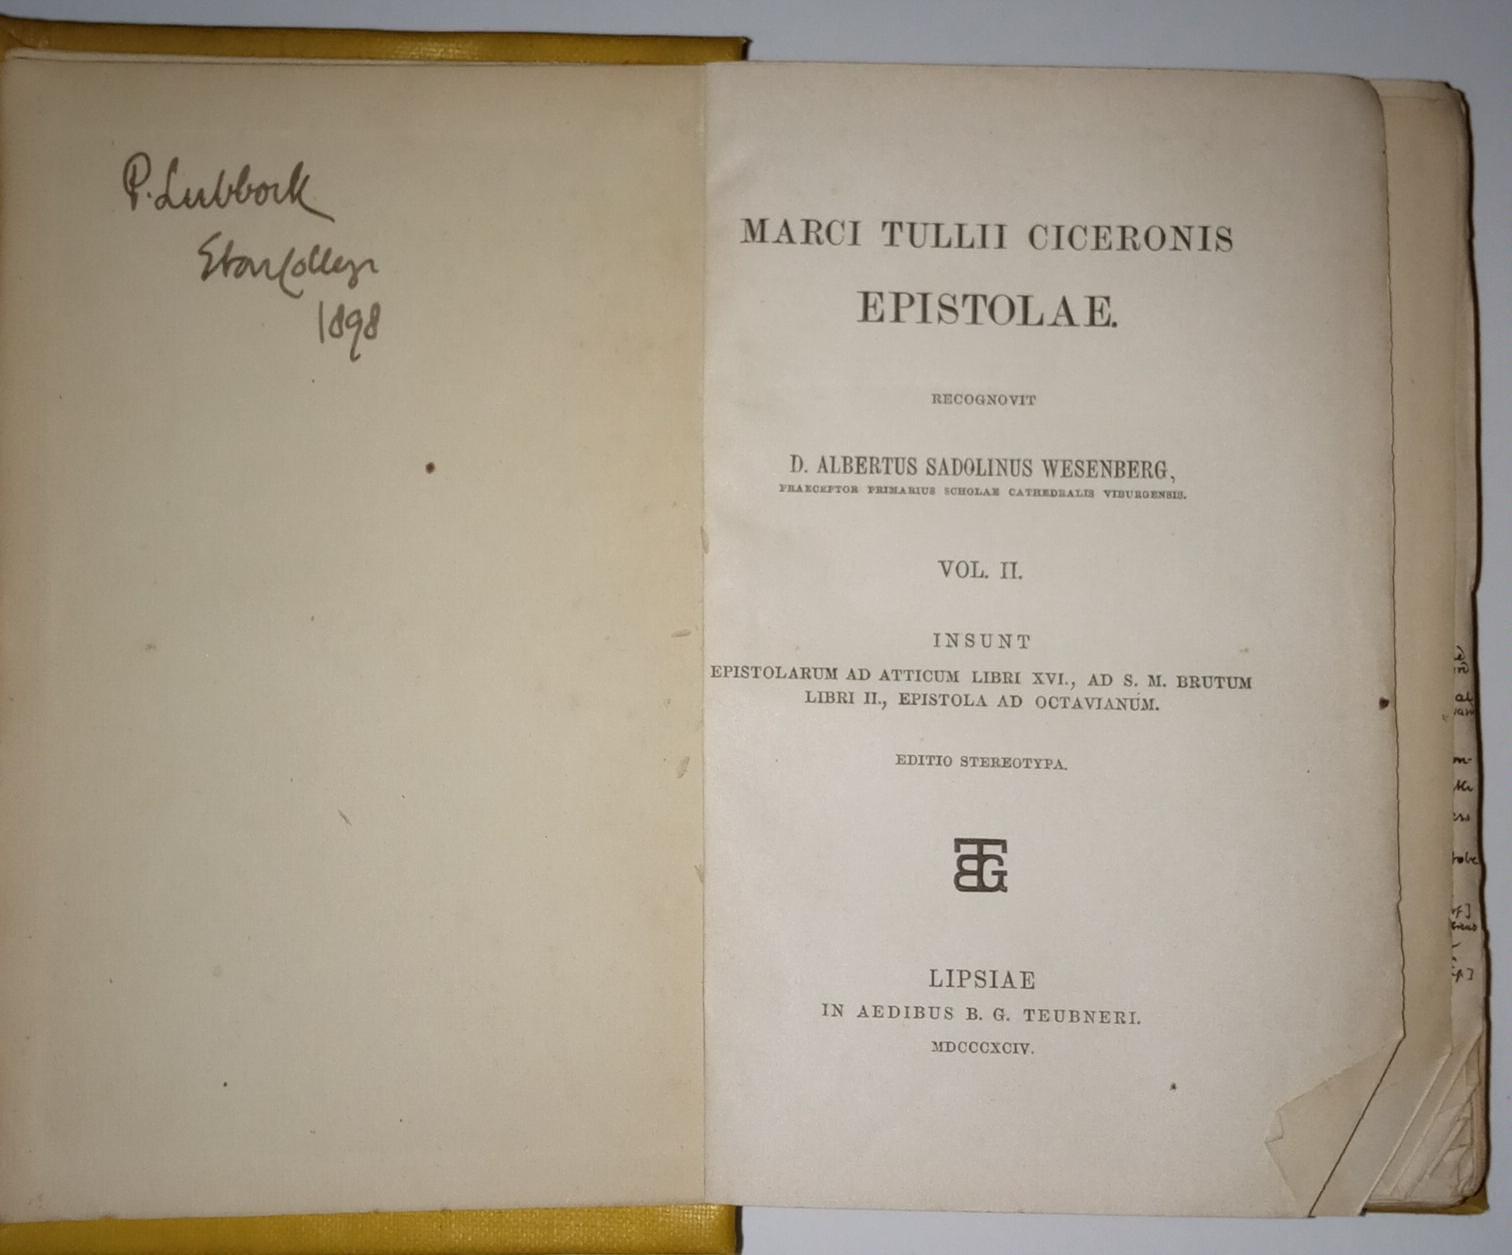 P. Lubbock
Eton College
1898
MARCI TULLII CICERONIS
EPISTOLAE.
RECOGNOVIT
D. ALBERTUS SADOLINUS WESENBERG,
PRAECEPTOR PRIMARIUS SCHOLAE CATHEDRALIS VIBURGENSIS.
VOL. II.
INSUNT
EPISTOLARUM AD ATTICUM LIBRI XVI., AD S. M. BRUTUM
LIBRI II., EPISTOLA AD OCTAVIANUM.
EDITIO STEREOTYPA.
BTG
LIPSIAE
IN AEDIBUS B. G. TEUBNERI.
MDCCCXCIV.